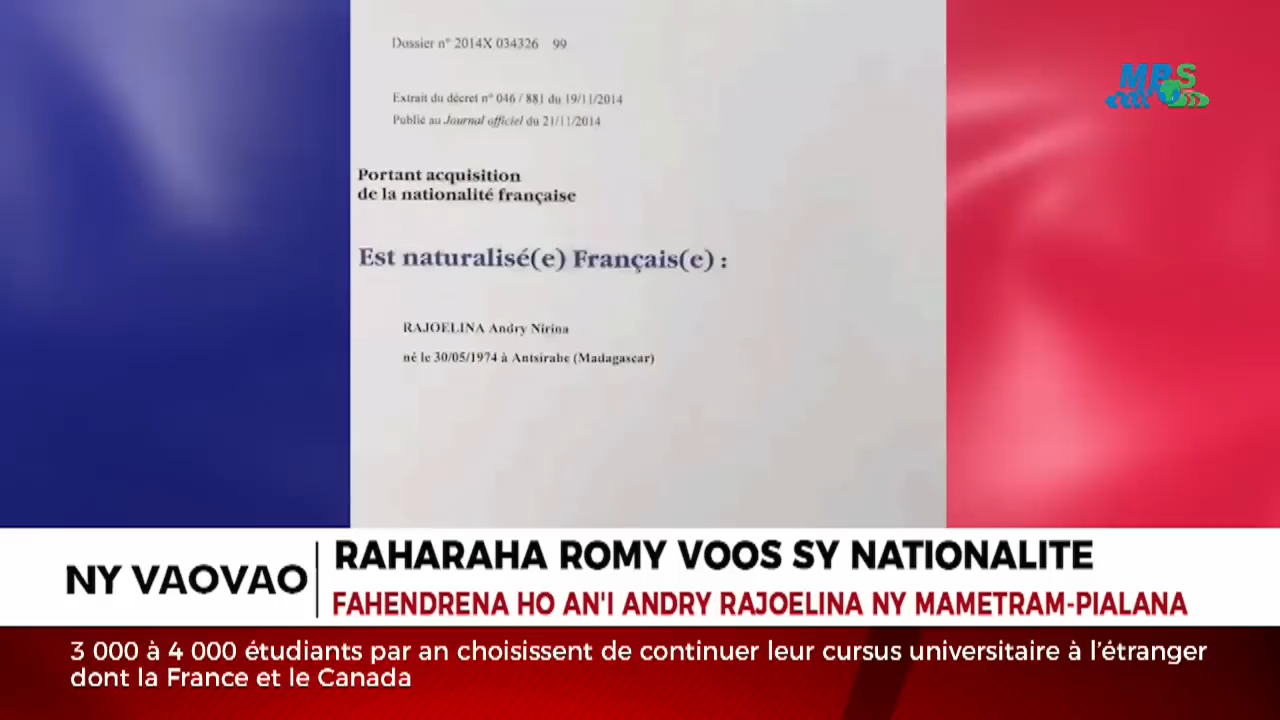 Dossier n° 2014X 034326 99
Extrait du décret n° 046 / 881 du 19/11/2014
Publié au Journal officiel du 21/11/2014
Portant acquisition
de la nationalité française
Est naturalisé(e) Français(e) :
RAJOELINA Andry Nirina
né le 30/05/1974 à Antsirabe (Madagascar)
NY VAOVAO
RAHARAHA ROMY VOOS SY NATIONALITE
FAHENDRENA HO AN'I ANDRY RAJOELINA NY MAMETRAM-PIALANA
3 000 à 4 000 étudiants par an choisissent de continuer leur cursus universitaire à l'étranger
dont la France et le Canada